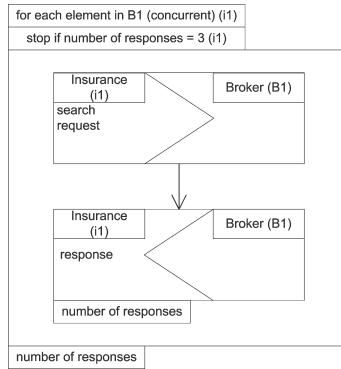 for each element in B1 (concurrent) (i1)
stop if number of responses = 3 (i1)
Insurance
(i1)
Broker (B1)
search
request
Insurance
(i1)
Broker (B1)
response
number of responses
number of responses